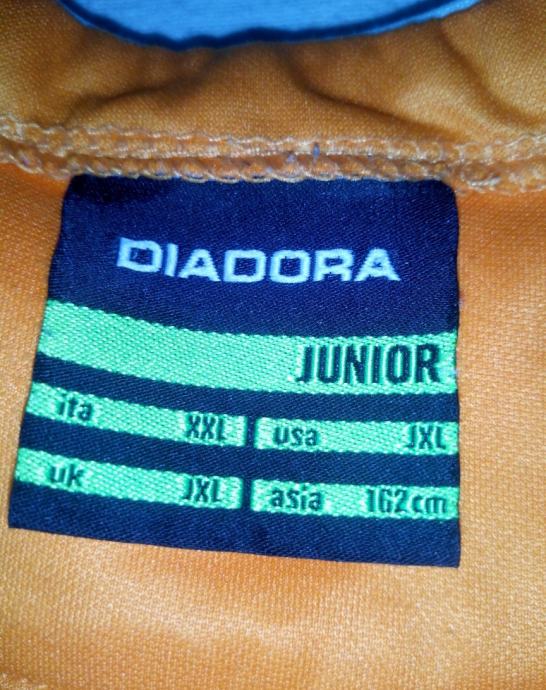 DIADORA
JUNIOR
ita XXL usa JXL
uk JXL asia 162cm